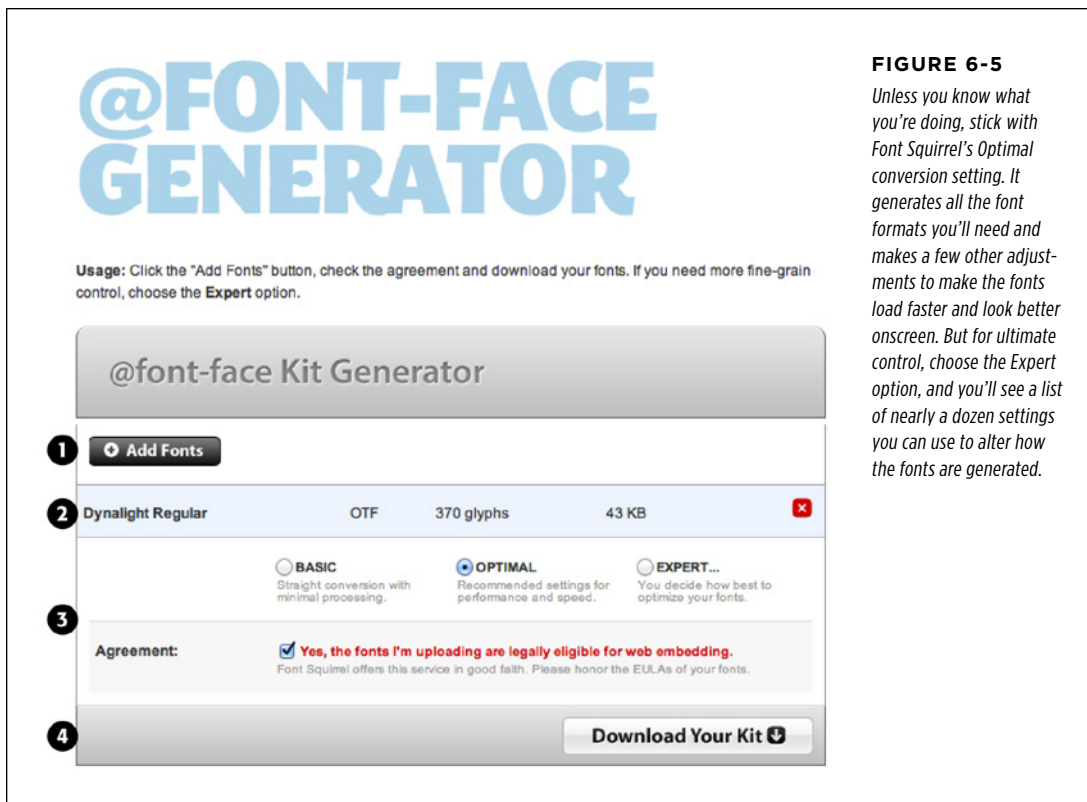 @FONT-FACE
GENERATOR
Usage: Click the "Add Fonts" button, check the agreement and download your fonts. If you need more fine-grain
control, choose the Expert option.
@font-face Kit Generator
1 Add Fonts
2 Dynalight Regular OTF 370 glyphs 43 KB
BASIC OPTIMAL EXPERT...
Straight conversion with Recommended settings for You decide how best to
minimal processing. performance and speed. optimize your fonts.
3
Agreement: Yes, the fonts I'm uploading are legally eligible for web embedding.
Font Squirrel offers this service in good faith. Please honor the EULAs of your fonts.
4 Download Your Kit
FIGURE 6-5
Unless you know what
you're doing, stick with
Font Squirrel's Optimal
conversion setting. It
generates all the font
formats you'll need and
makes a few other adjust-
ments to make the fonts
load faster and look better
onscreen. But for ultimate
control, choose the Expert
option, and you'll see a list
of nearly a dozen settings
you can use to alter how
the fonts are generated.